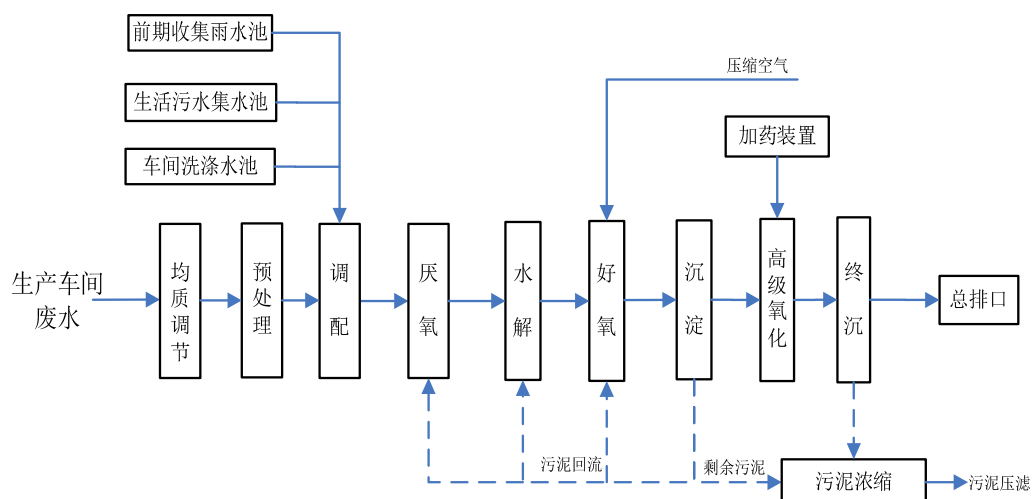 前期收集雨水池
生活污水集水池
车间洗涤水池
压缩空气
加药装置
生产车间
废水
均质调节
预处理
调配
厌氧
水解
好氧
沉淀
高级氧化
终沉
总排口
污泥回流
剩余污泥
污泥浓缩
污泥压滤